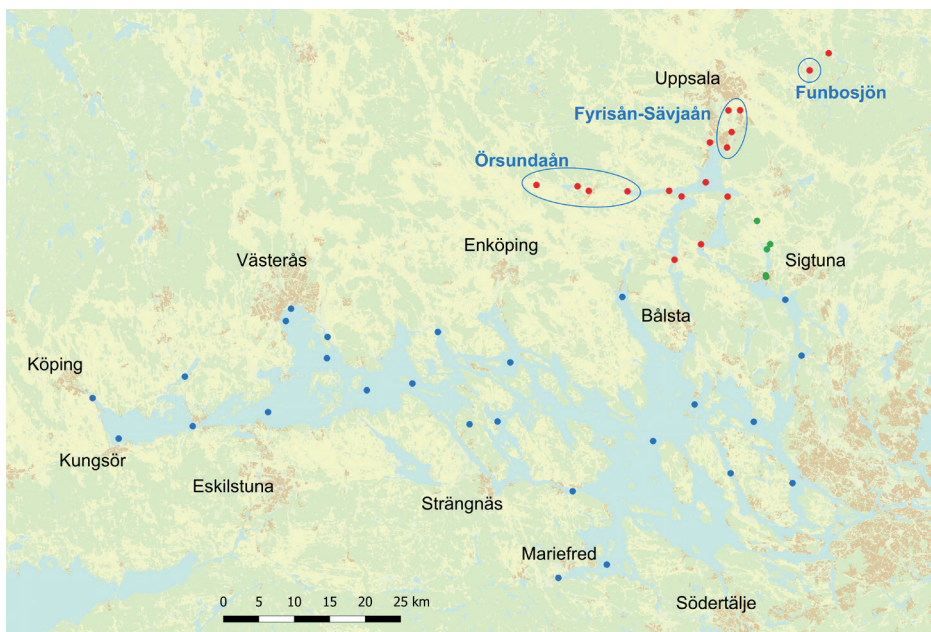 Uppsala
Funbosjön
Fyrisån-Sävjaån
Örsundaån
Enköping
Västerås
Sigtuna
Bålsta
Köping
Kungsör
Eskilstuna
Strängnäs
Mariefred
Södertälje
0 5 10 15 20 25 km